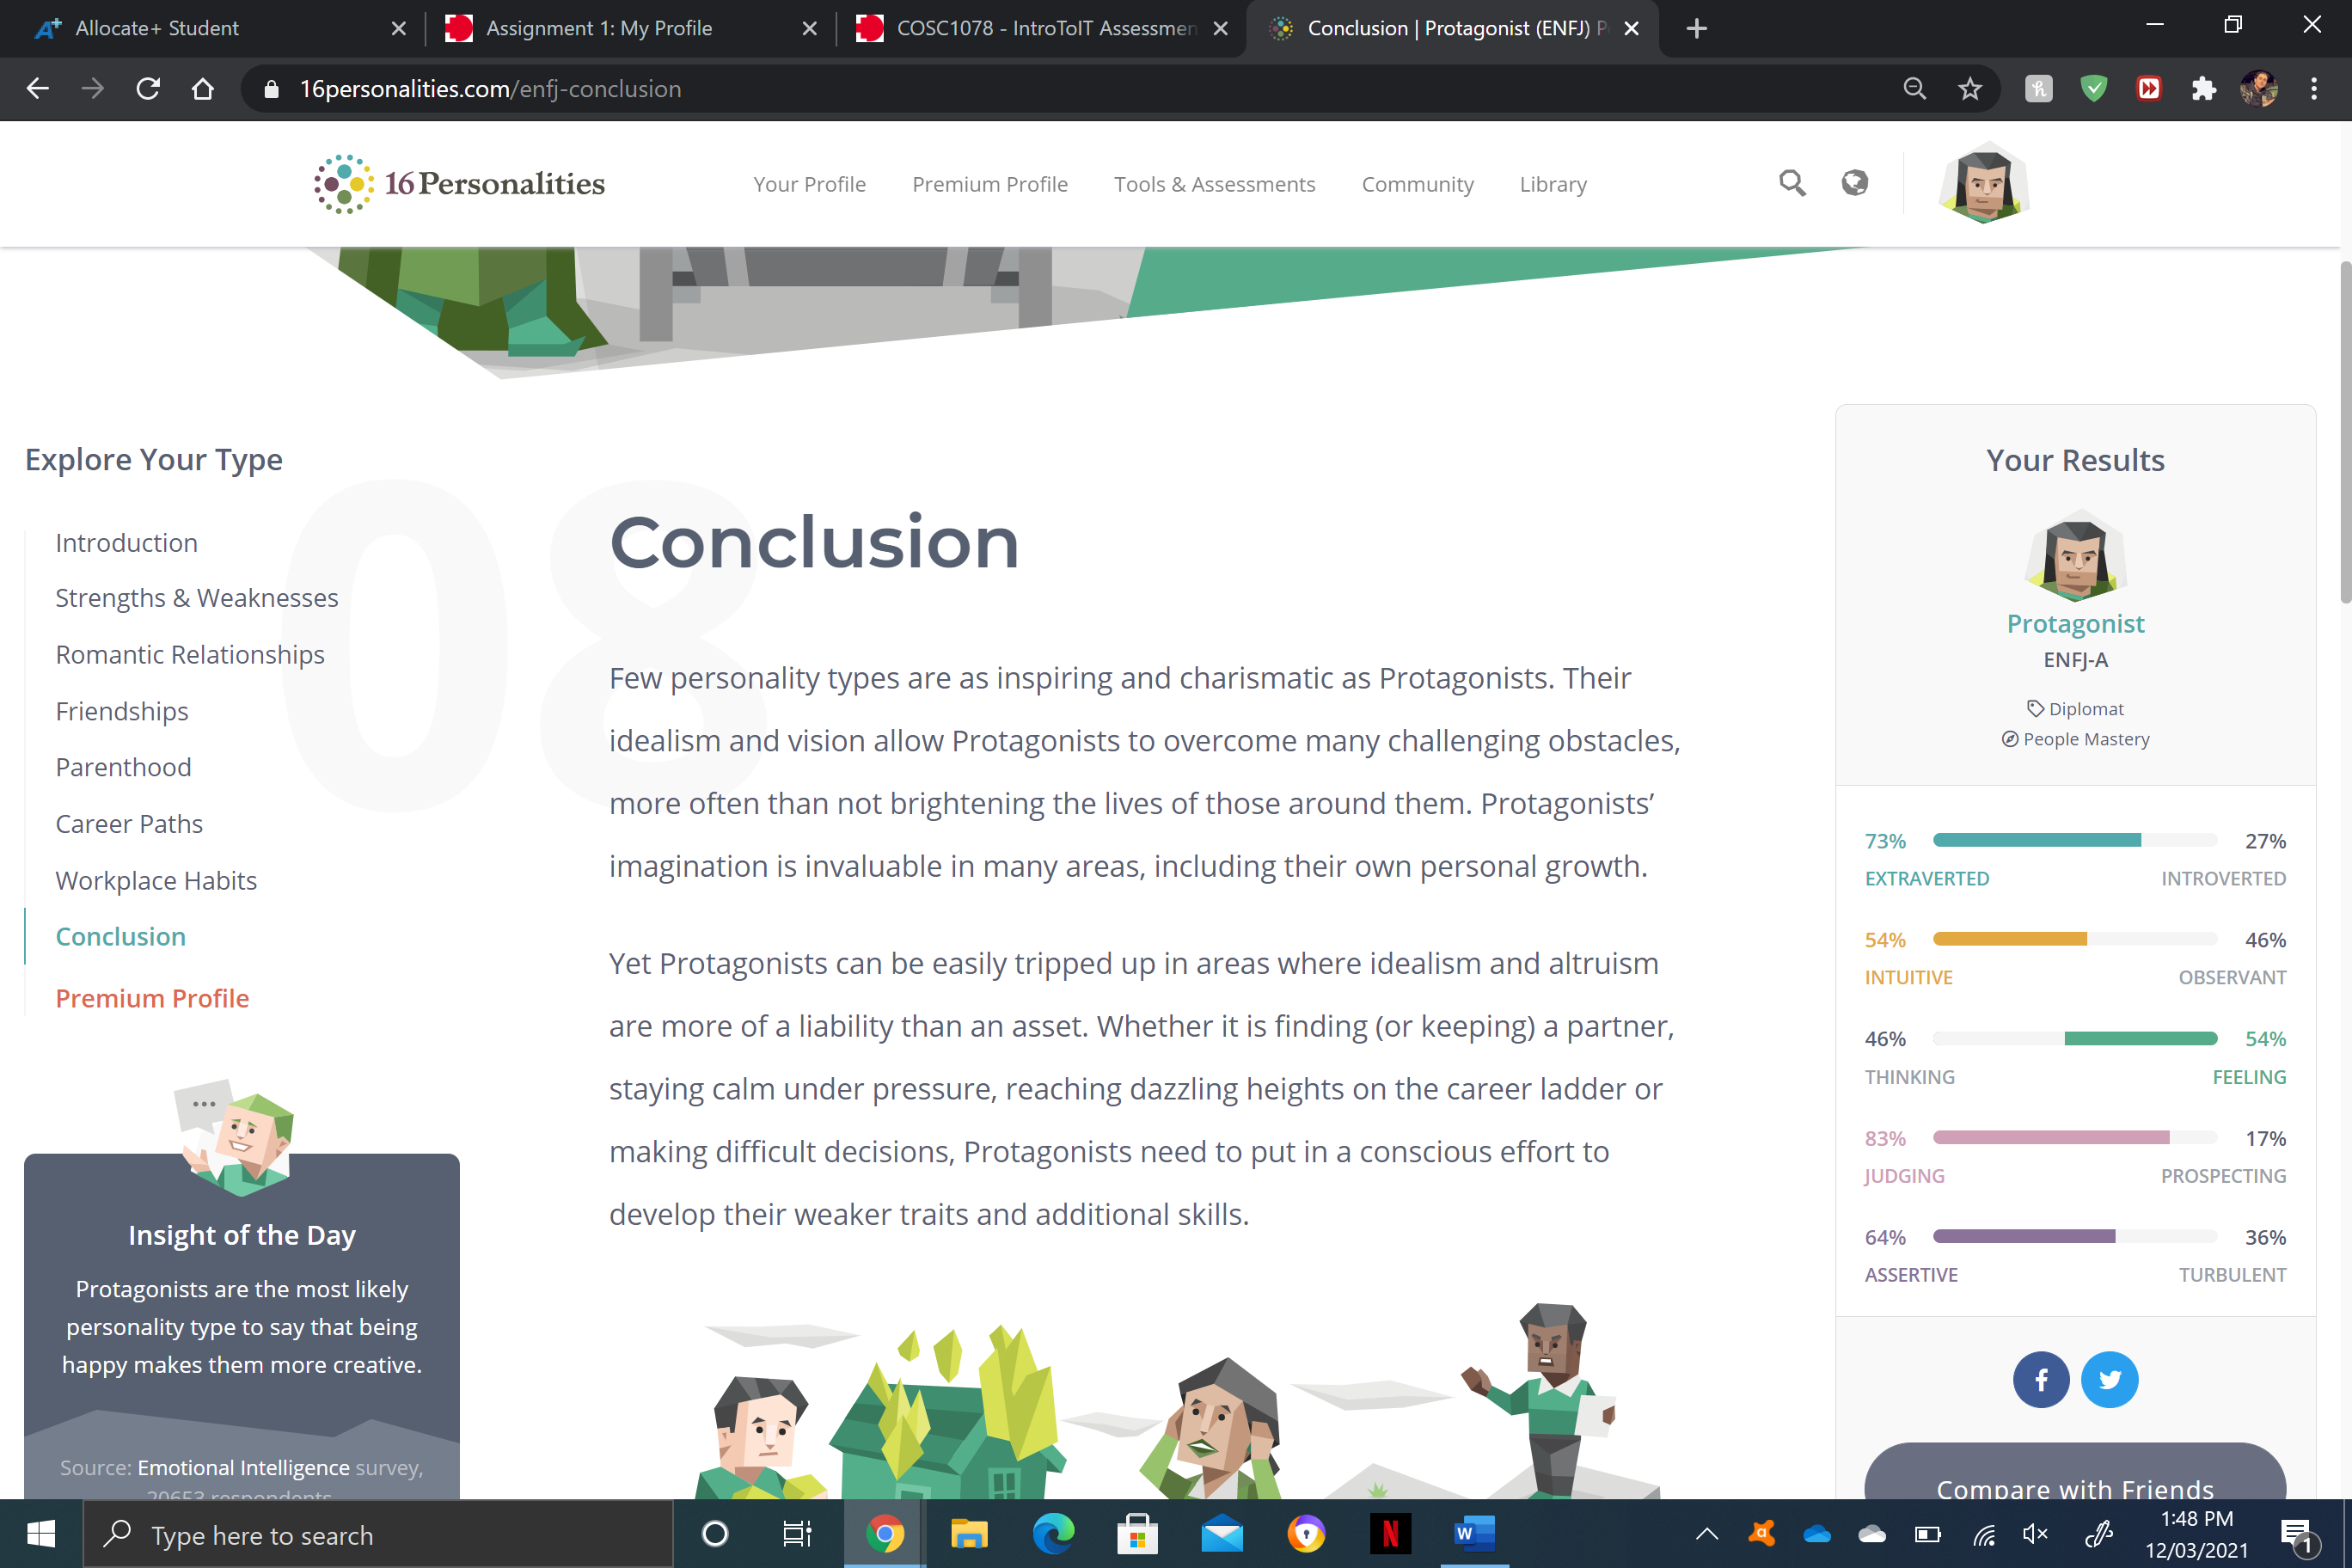 Allocate+ Student
Assignment 1: My Profile
COSC1078 - IntroToIT Assessmen
Conclusion | Protagonist (ENFJ) P
16personalities.com/enfj-conclusion
16Personalities
Your Profile
Premium Profile
Tools & Assessments
Community
Library
08
Explore Your Type
Introduction
Strengths & Weaknesses
Romantic Relationships
Friendships
Parenthood
Career Paths
Workplace Habits
Conclusion
Premium Profile
Insight of the Day
Protagonists are the most likely
personality type to say that being
happy makes them more creative.
Source: Emotional Intelligence survey,
20653 respondents
Conclusion
Few personality types are as inspiring and charismatic as Protagonists. Their
idealism and vision allow Protagonists to overcome many challenging obstacles,
more often than not brightening the lives of those around them. Protagonists’
imagination is invaluable in many areas, including their own personal growth.
Yet Protagonists can be easily tripped up in areas where idealism and altruism
are more of a liability than an asset. Whether it is finding (or keeping) a partner,
staying calm under pressure, reaching dazzling heights on the career ladder or
making difficult decisions, Protagonists need to put in a conscious effort to
develop their weaker traits and additional skills.
Your Results
Protagonist
ENFJ-A
Diplomat
People Mastery
73% 27%
EXTRAVERTED INTROVERTED
54% 46%
INTUITIVE OBSERVANT
46% 54%
THINKING FEELING
83% 17%
JUDGING PROSPECTING
64% 36%
ASSERTIVE TURBULENT
Compare with Friends
Type here to search
1:48 PM
12/03/2021
1